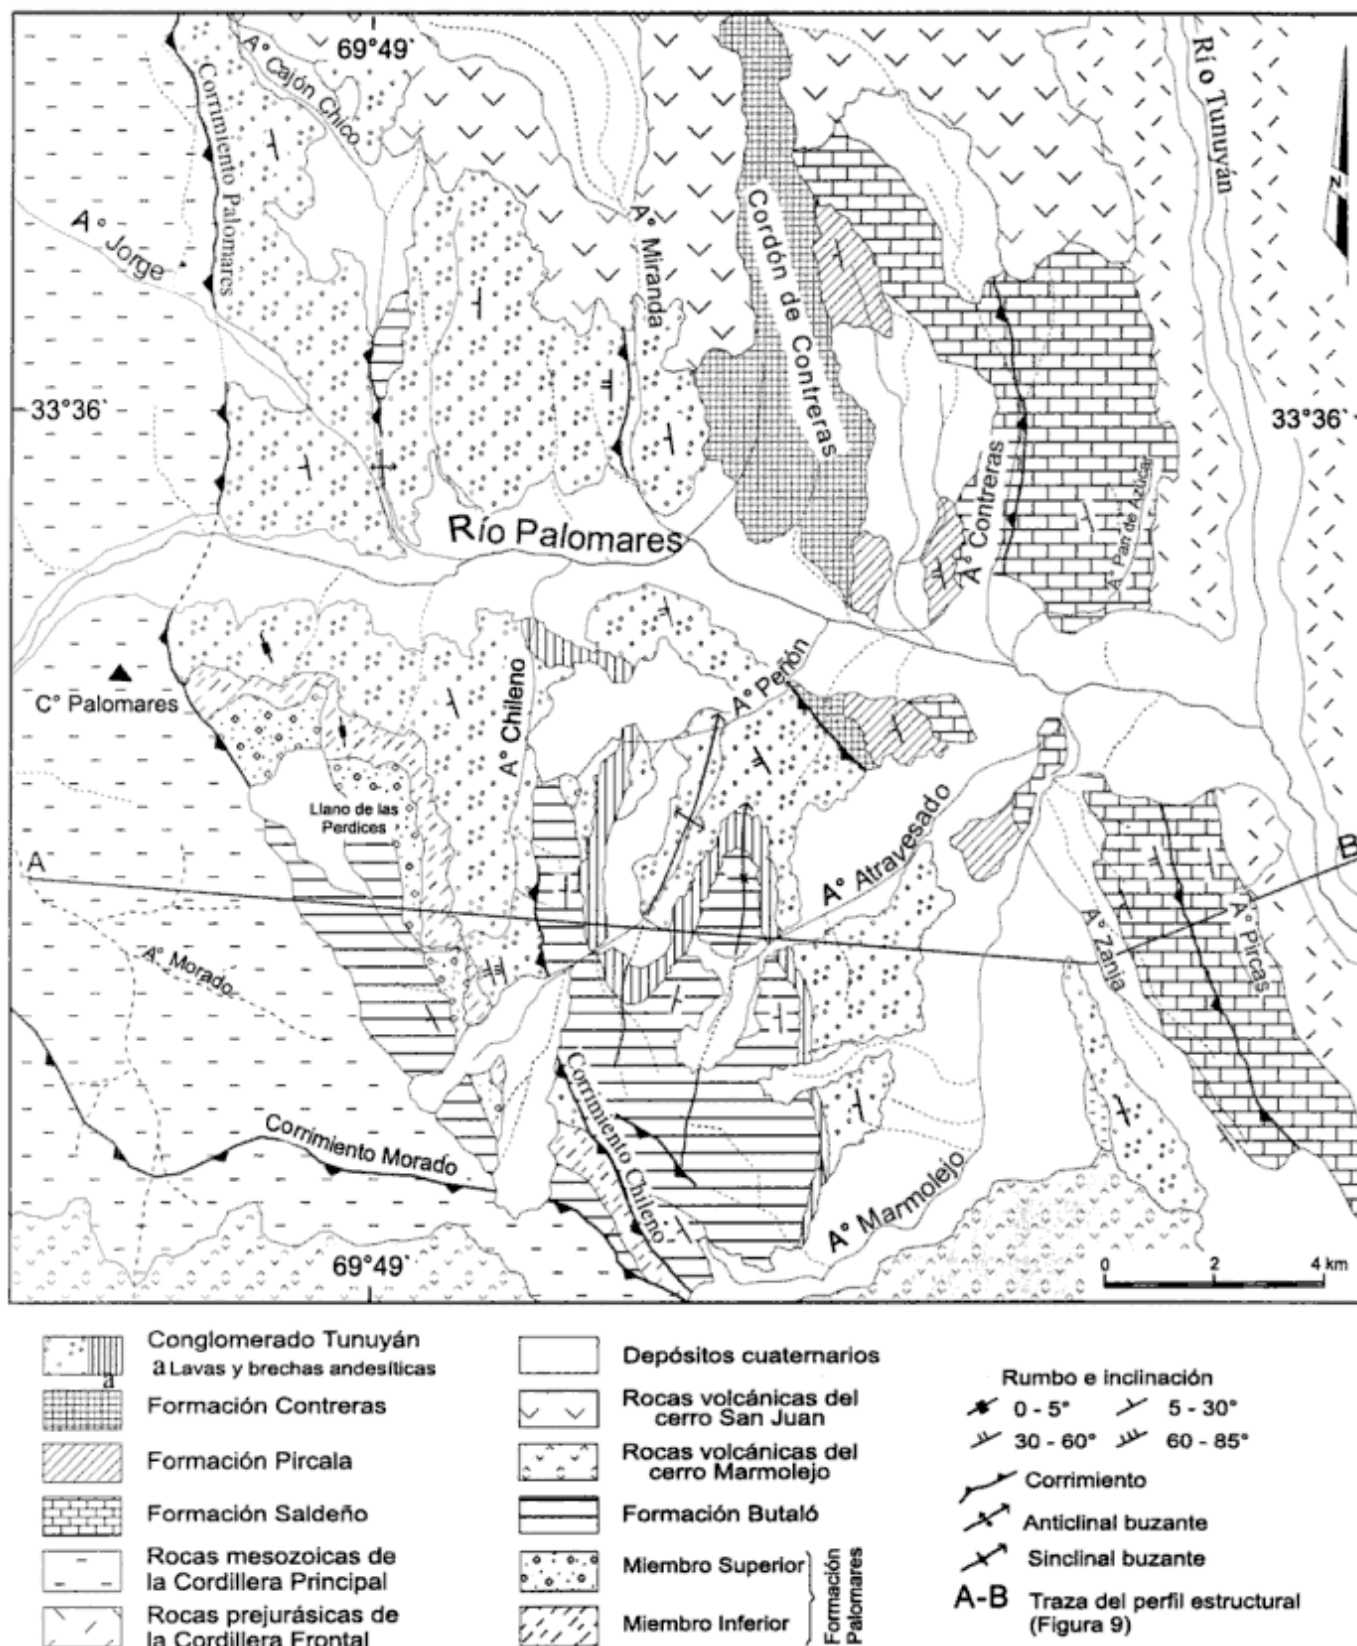 69°49`
A° Cajón Chico
Corrimiento Palomares
Río Tunuyán
N
A° Jorge
A° Miranda
Cordón de Contreras
33°36`
33°36`
A° Contreras
A° Pan de Azúcar
Río Palomares
C° Palomares
A° Chileno
A° Peñón
Llano de las
Perdices
A
B
A° Atravesado
A° Morado
A° Zanja
A° Pircas
Corrimiento Morado
Corrimiento Chileno
A° Marmolejo
69°49`
0 2 4 km
Conglomerado Tunuyán
a Lavas y brechas andesíticas
a
Formación Contreras
Formación Pircala
Formación Saldeño
Rocas mesozoicas de
la Cordillera Principal
Rocas prejurásicas de
la Cordillera Frontal
Depósitos cuaternarios
Rocas volcánicas del
cerro San Juan
Rocas volcánicas del
cerro Marmolejo
Formación Butaló
Miembro Superior
Miembro Inferior
Formación
Palomares
Rumbo e inclinación
0 - 5° 5 - 30°
30 - 60° 60 - 85°
Corrimiento
Anticlinal buzante
Sinclinal buzante
A-B Traza del perfil estructural
(Figura 9)